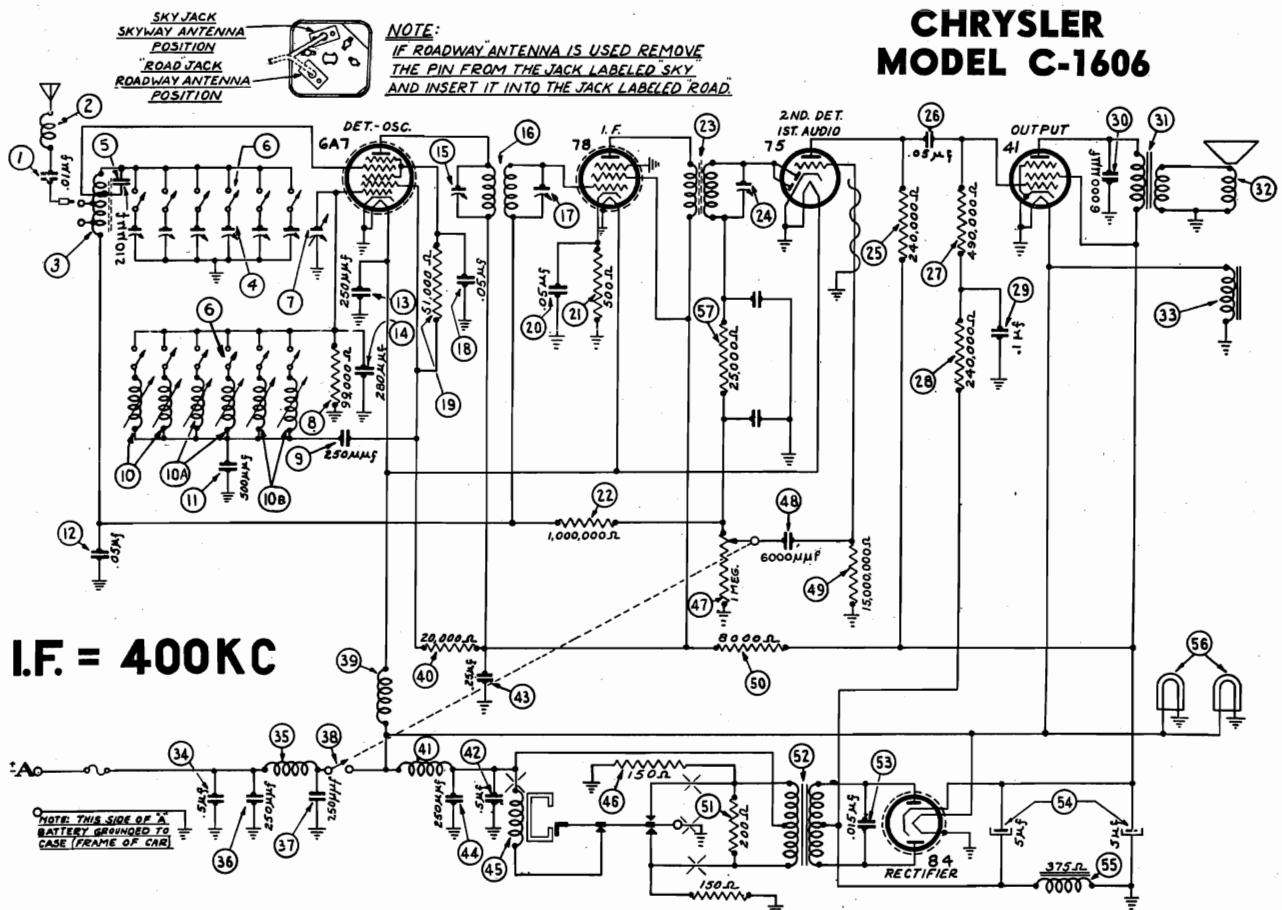 CHRYSLER
MODEL C-1606
SKY JACK
SKYWAY ANTENNA
POSITION
"ROAD" JACK
ROADWAY ANTENNA
POSITION
NOTE:
IF ROADWAY ANTENNA IS USED REMOVE
THE PIN FROM THE JACK LABELED "SKY"
AND INSERT IT INTO THE JACK LABELED ROAD.
DET.-OSC.
6A7
I.F.
78
2ND. DET.
1ST. AUDIO
75
OUTPUT
41
1
.01μf
2
3
5
210μμf
6
4
7
15
16
17
23
24
26
.05μf
25
240,000Ω
27
490,000Ω
30
6000μμf
31
32
33
250μμf
13
14
280μμf
51,000Ω
19
18
.05μf
20
.05μf
21
500Ω
57
25,000Ω
28
240,000Ω
29
.1μf
6
8
99,000Ω
9
250μμf
10
10A
10B
11
500μμf
12
.05μf
22
1,000,000Ω
48
6000μμf
47
1 MEG.
49
15,000,000Ω
I.F. = 400KC
39
20,000Ω
40
.25μf
43
8000Ω
50
56
±A
34
.5μf
35
36
250μμf
37
38
250μμf
41
44
250μμf
42
.5μf
45
46
150Ω
51
200Ω
150Ω
52
53
.015μf
84
RECTIFIER
54
5μf
5μf
375Ω
55
NOTE: THIS SIDE OF "A"
BATTERY GROUNDED TO
CASE (FRAME OF CAR)